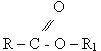 O
R – C - O – R₁